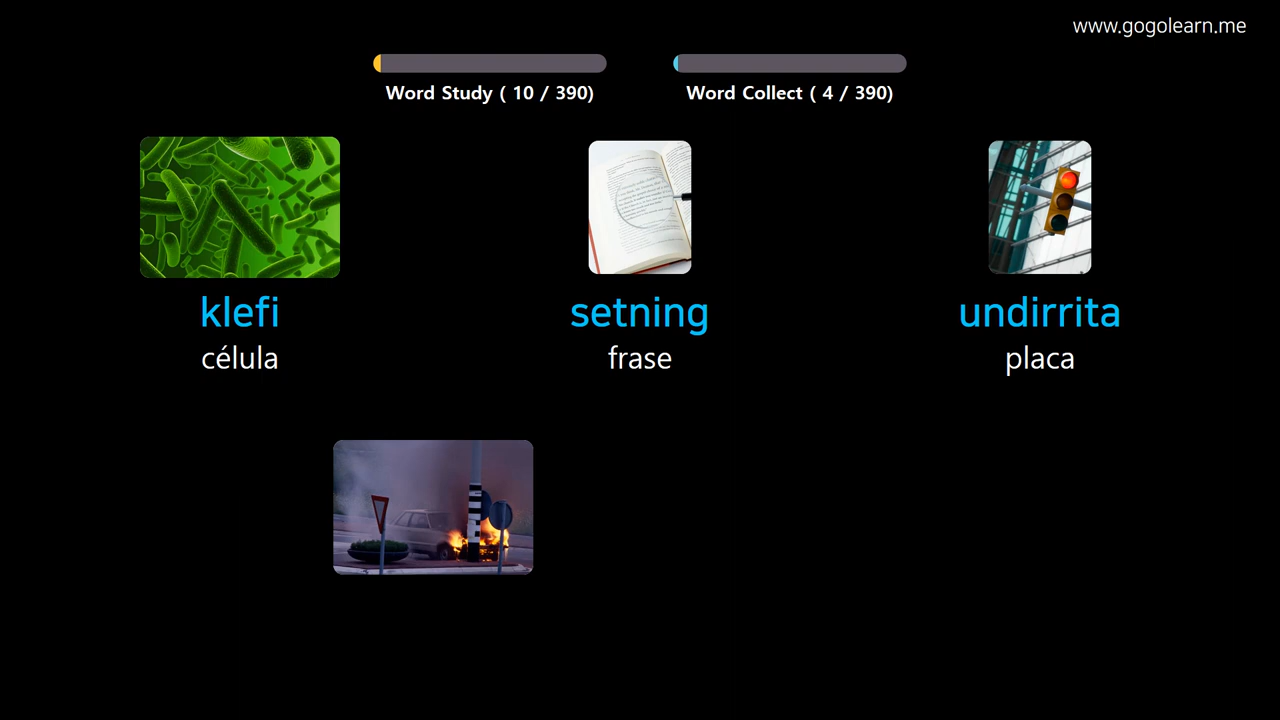 www.gogolearn.me
Word Study ( 10 / 390)
Word Collect ( 4 / 390)
klefi
setning
undirrita
célula
frase
placa